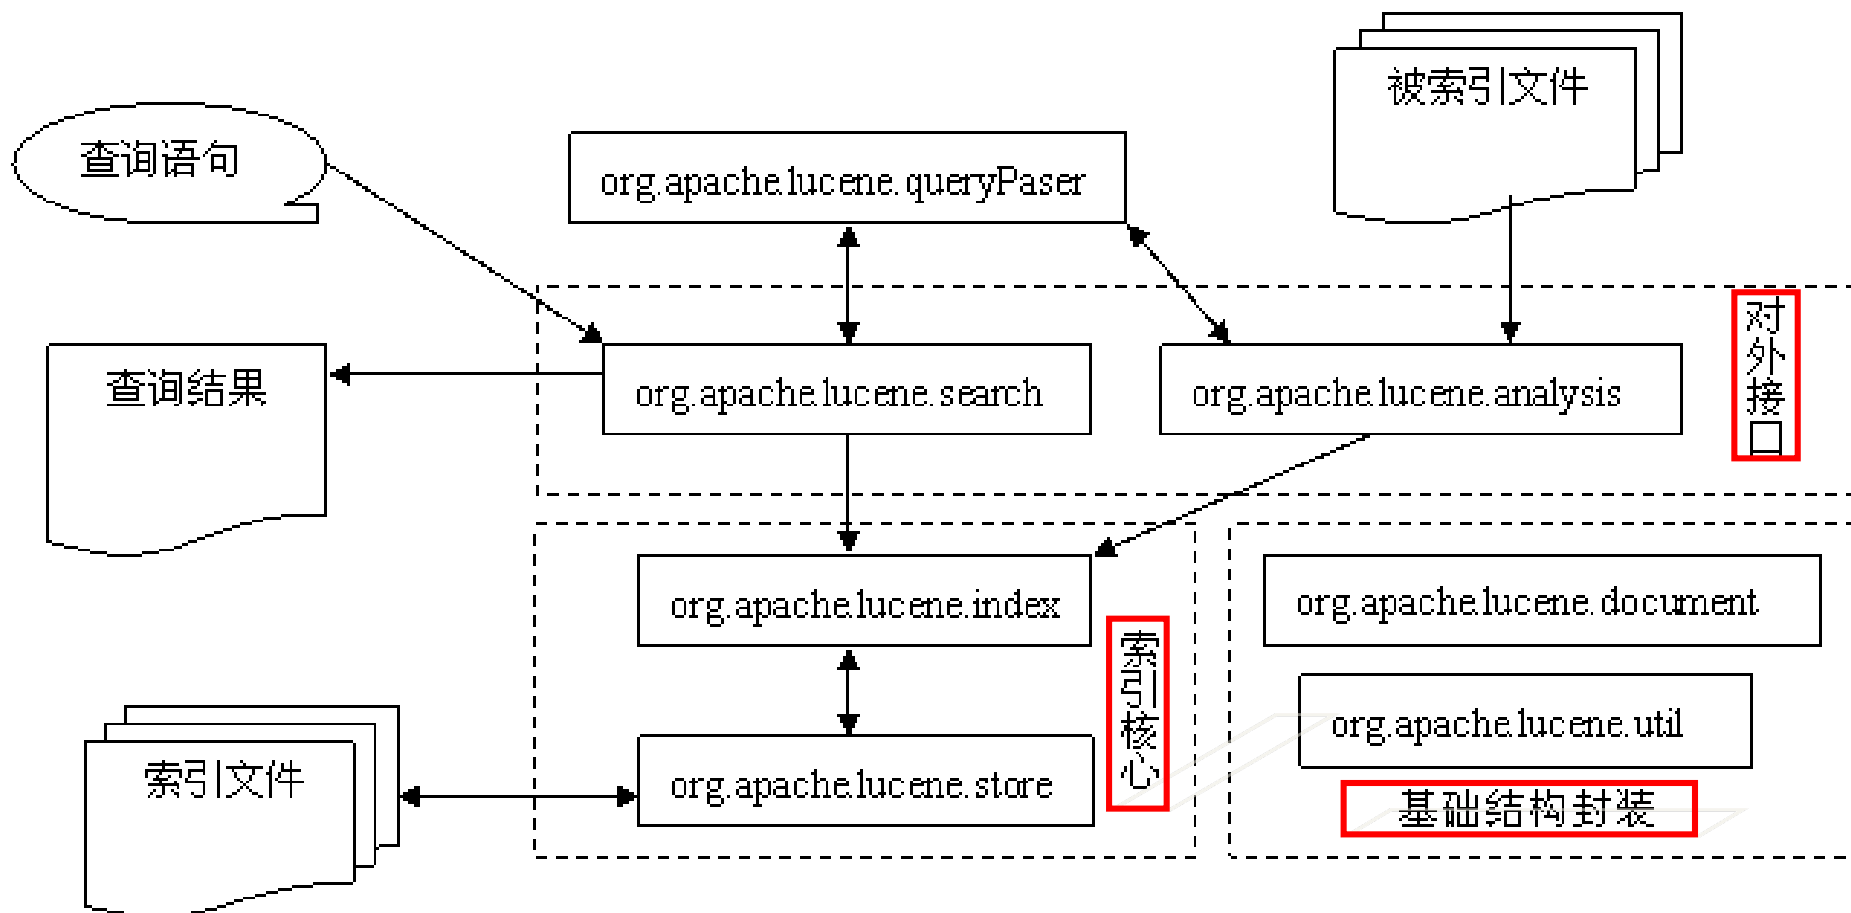 被索引文件
查询语句
org.apache.lucene.queryPaser
对外接口
查询结果
org.apache.lucene.search
org.apache.lucene.analysis
org.apache.lucene.index
org.apache.lucene.document
索引核心
org.apache.lucene.util
索引文件
org.apache.lucene.store
基础结构封装